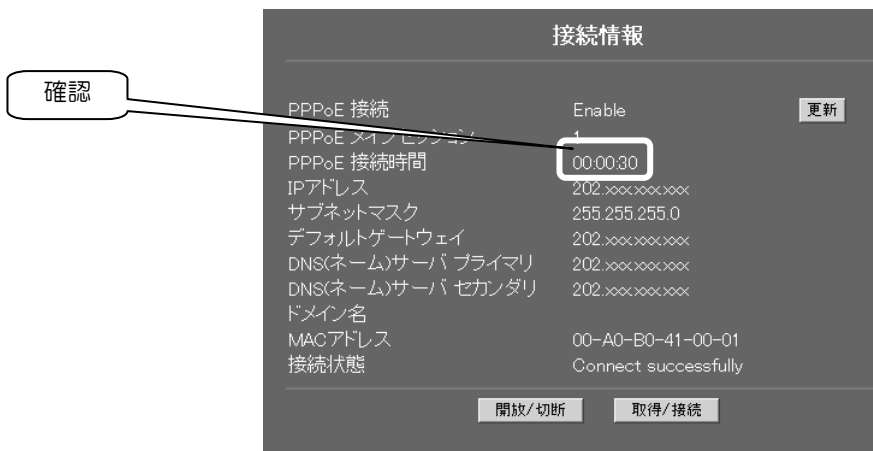 接続情報
確認
PPPoE 接続 Enable 更新
PPPoE メインセッション 1
PPPoE 接続時間 00:00:30
IPアドレス 202.xxx.xxx.xxx
サブネットマスク 255.255.255.0
デフォルトゲートウェイ 202.xxx.xxx.xxx
DNS(ネーム)サーバ プライマリ 202.xxx.xxx.xxx
DNS(ネーム)サーバ セカンダリ 202.xxx.xxx.xxx
ドメイン名
MACアドレス 00-A0-B0-41-00-01
接続状態 Connect successfully
開放/切断 取得/接続